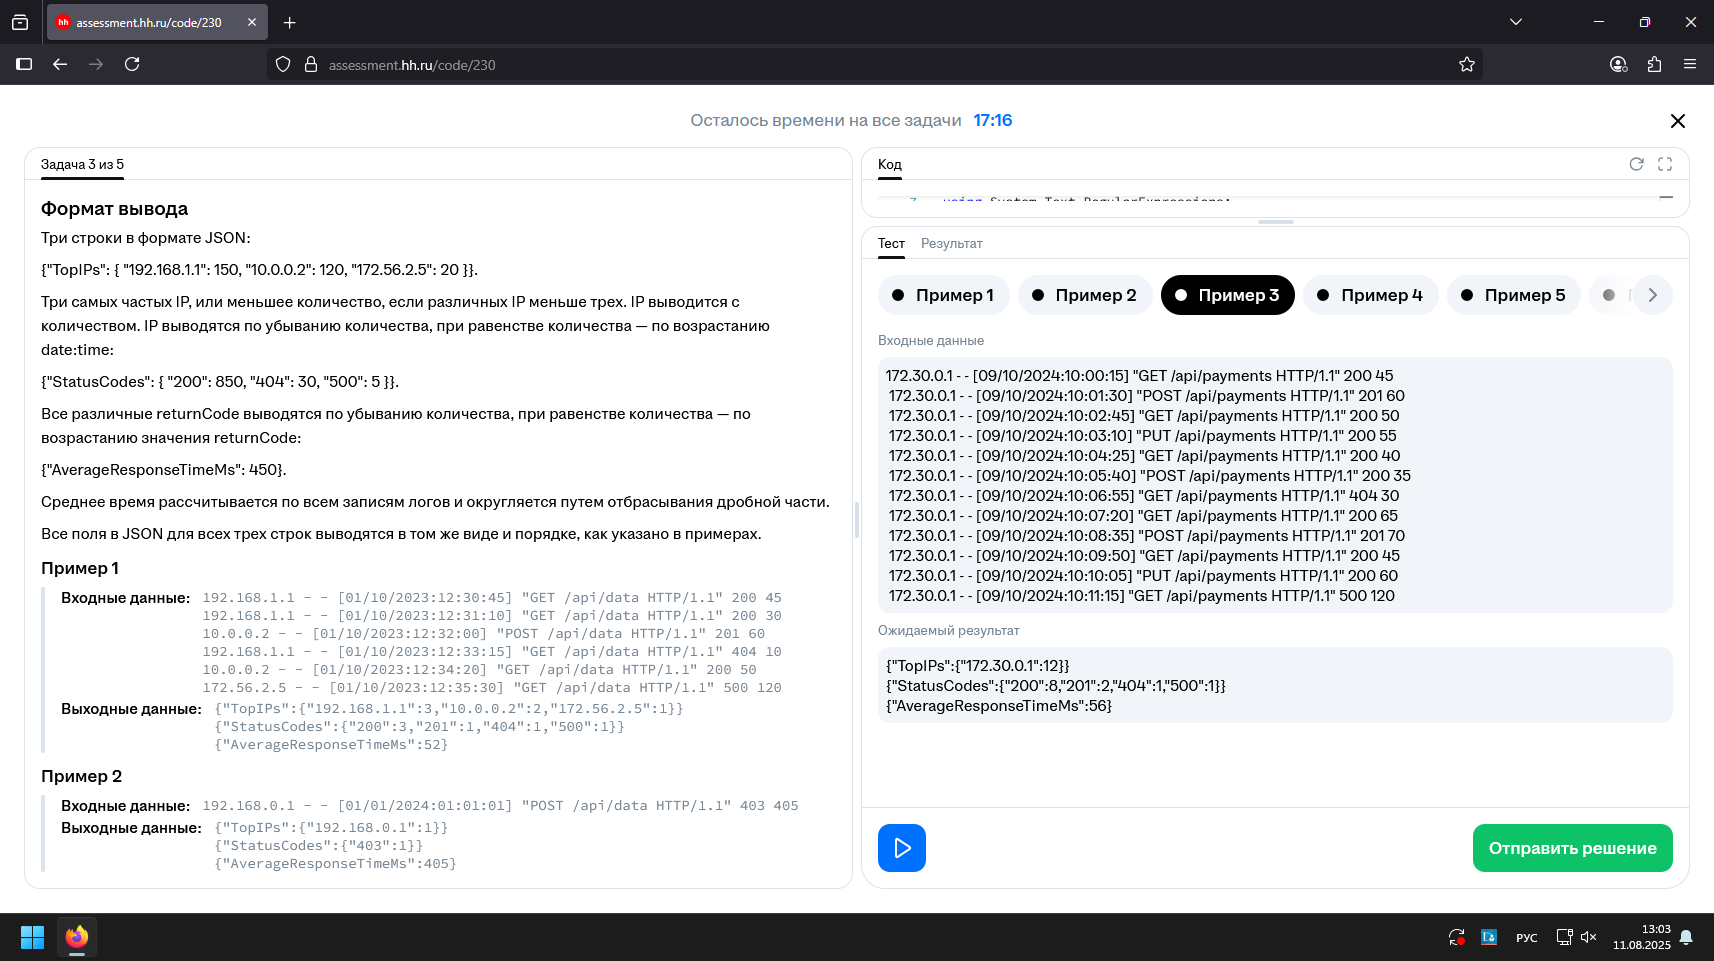 assessment.hh.ru/code/230
assessment.hh.ru/code/230
Осталось времени на все задачи 17:16
Задача 3 из 5
Формат вывода
Три строки в формате JSON:
{"TopIPs": { "192.168.1.1": 150, "10.0.0.2": 120, "172.56.2.5": 20 }}.
Три самых частых IP, или меньшее количество, если различных IP меньше трех. IP выводится с
количеством. IP выводятся по убыванию количества, при равенстве количества — по возрастанию
date:time:
{"StatusCodes": { "200": 850, "404": 30, "500": 5 }}.
Все различные returnCode выводятся по убыванию количества, при равенстве количества — по
возрастанию значения returnCode:
{"AverageResponseTimeMs": 450}.
Среднее время рассчитывается по всем записям логов и округляется путем отбрасывания дробной части.
Все поля в JSON для всех трех строк выводятся в том же виде и порядке, как указано в примерах.
Пример 1
Входные данные: 192.168.1.1 - - [01/10/2023:12:30:45] "GET /api/data HTTP/1.1" 200 45
192.168.1.1 - - [01/10/2023:12:31:10] "GET /api/data HTTP/1.1" 200 30
10.0.0.2 - - [01/10/2023:12:32:00] "POST /api/data HTTP/1.1" 201 60
192.168.1.1 - - [01/10/2023:12:33:15] "GET /api/data HTTP/1.1" 404 10
10.0.0.2 - - [01/10/2023:12:34:20] "GET /api/data HTTP/1.1" 200 50
172.56.2.5 - - [01/10/2023:12:35:30] "GET /api/data HTTP/1.1" 500 120
Выходные данные: {"TopIPs":{"192.168.1.1":3,"10.0.0.2":2,"172.56.2.5":1}}
{"StatusCodes":{"200":3,"201":1,"404":1,"500":1}}
{"AverageResponseTimeMs":52}
Пример 2
Входные данные: 192.168.0.1 - - [01/01/2024:01:01:01] "POST /api/data HTTP/1.1" 403 405
Выходные данные: {"TopIPs":{"192.168.0.1":1}}
{"StatusCodes":{"403":1}}
{"AverageResponseTimeMs":405}
Код
using System.Text.RegularExpressions;
Тест Результат
Пример 1 Пример 2 Пример 3 Пример 4 Пример 5
Входные данные
172.30.0.1 - - [09/10/2024:10:00:15] "GET /api/payments HTTP/1.1" 200 45
172.30.0.1 - - [09/10/2024:10:01:30] "POST /api/payments HTTP/1.1" 201 60
172.30.0.1 - - [09/10/2024:10:02:45] "GET /api/payments HTTP/1.1" 200 50
172.30.0.1 - - [09/10/2024:10:03:10] "PUT /api/payments HTTP/1.1" 200 55
172.30.0.1 - - [09/10/2024:10:04:25] "GET /api/payments HTTP/1.1" 200 40
172.30.0.1 - - [09/10/2024:10:05:40] "POST /api/payments HTTP/1.1" 200 35
172.30.0.1 - - [09/10/2024:10:06:55] "GET /api/payments HTTP/1.1" 404 30
172.30.0.1 - - [09/10/2024:10:07:20] "GET /api/payments HTTP/1.1" 200 65
172.30.0.1 - - [09/10/2024:10:08:35] "POST /api/payments HTTP/1.1" 201 70
172.30.0.1 - - [09/10/2024:10:09:50] "GET /api/payments HTTP/1.1" 200 45
172.30.0.1 - - [09/10/2024:10:10:05] "PUT /api/payments HTTP/1.1" 200 60
172.30.0.1 - - [09/10/2024:10:11:15] "GET /api/payments HTTP/1.1" 500 120
Ожидаемый результат
{"TopIPs":{"172.30.0.1":12}}
{"StatusCodes":{"200":8,"201":2,"404":1,"500":1}}
{"AverageResponseTimeMs":56}
Отправить решение
РУС
13:03
11.08.2025